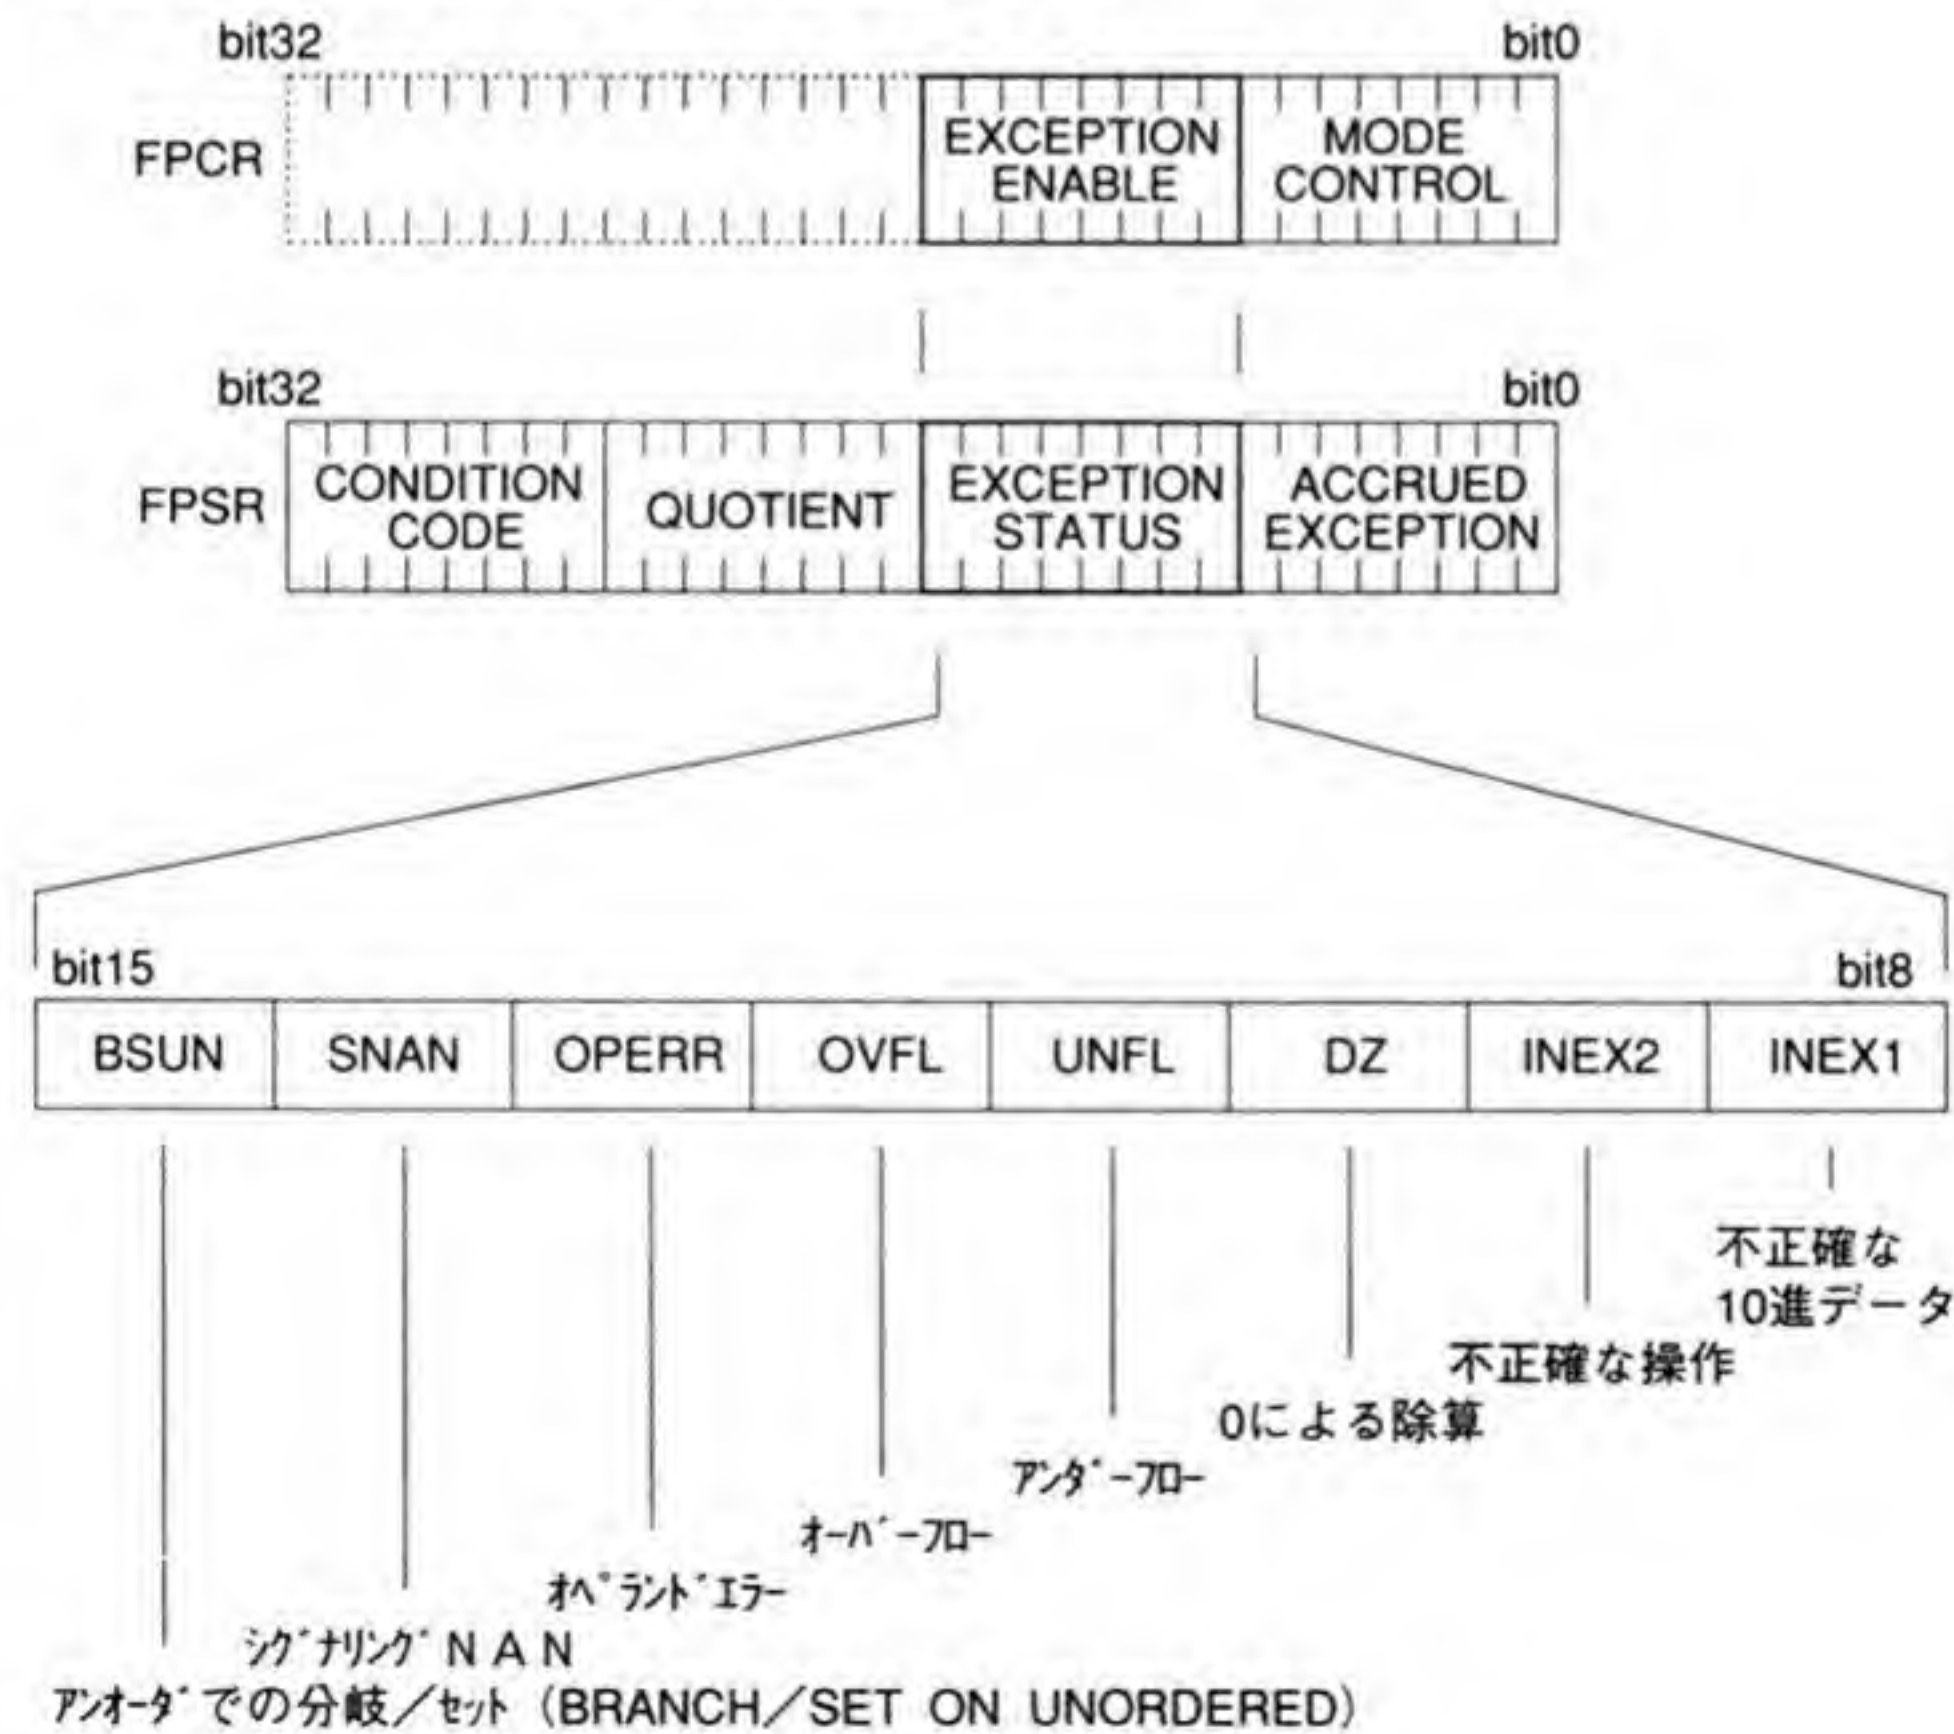 bit32 bit0
FPCR
EXCEPTION
ENABLE
MODE
CONTROL
bit32 bit0
FPSR
CONDITION
CODE
QUOTIENT
EXCEPTION
STATUS
ACCRUED
EXCEPTION
bit15 bit8
BSUN SNAN OPERR OVFL UNFL DZ INEX2 INEX1
不正確な
10進データ
不正確な操作
0による除算
ｱﾝﾀﾞｰﾌﾛｰ
ｵｰﾊﾞｰﾌﾛｰ
ｵﾍﾟﾗﾝﾄﾞｴﾗｰ
ｼｸﾞﾅﾘﾝｸﾞＮＡＮ
ｱﾝｵｰﾀﾞでの分岐／ｾｯﾄ（BRANCH／SET ON UNORDERED）